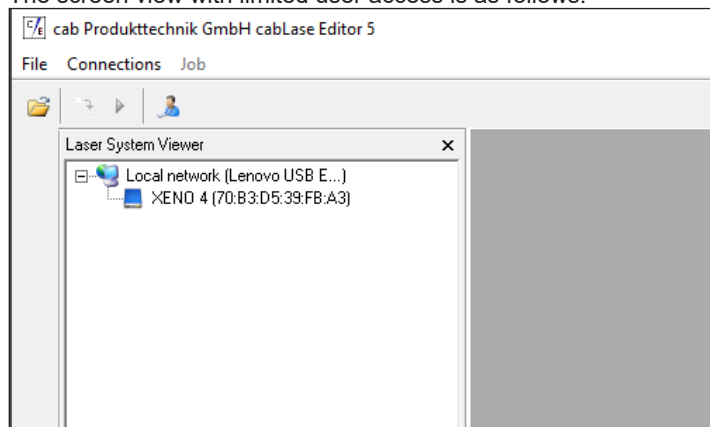 The screen view with limited user access is as follows:
C/E cab Produkttechnik GmbH cabLase Editor 5
File Connections Job
Laser System Viewer x
Local network (Lenovo USB E...)
XENO 4 (70:B3:D5:39:FB:A3)